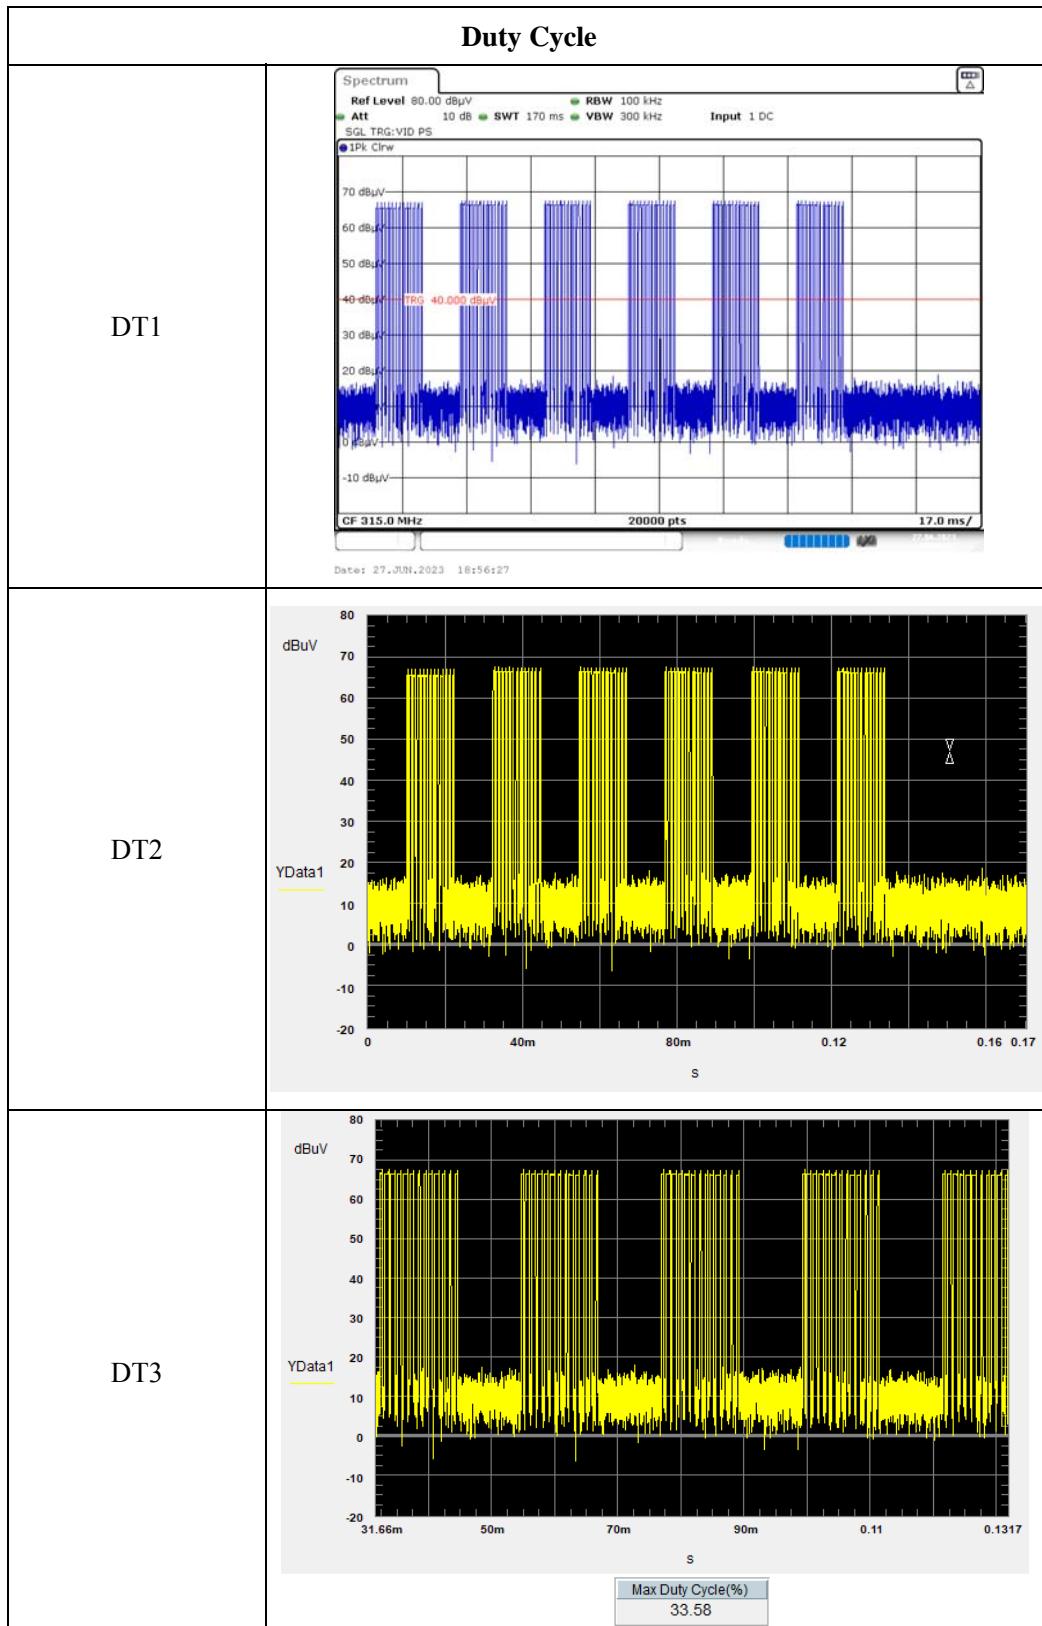 Duty Cycle
DT1
Spectrum
Ref Level 80.00 dBµV RBW 100 kHz
Att 10 dB SWT 170 ms VBW 300 kHz Input 1 DC
SGL TRG:VID PS
1Pk Clrw
70 dBµV
60 dBµV
50 dBµV
40 dBµV TRG 40.000 dBµV
30 dBµV
20 dBµV
0 dBµV
-10 dBµV
CF 315.0 MHz 20000 pts 17.0 ms/
Date: 27.JUN.2023 18:56:27
DT2
80
dBuV
70
60
50
40
30
20
YData1
10
0
-10
-20
0 40m 80m 0.12 0.16 0.17
s
DT3
80
dBuV
70
60
50
40
30
20
YData1
10
0
-10
-20
31.66m 50m 70m 90m 0.11 0.1317
s
Max Duty Cycle(%)
33.58